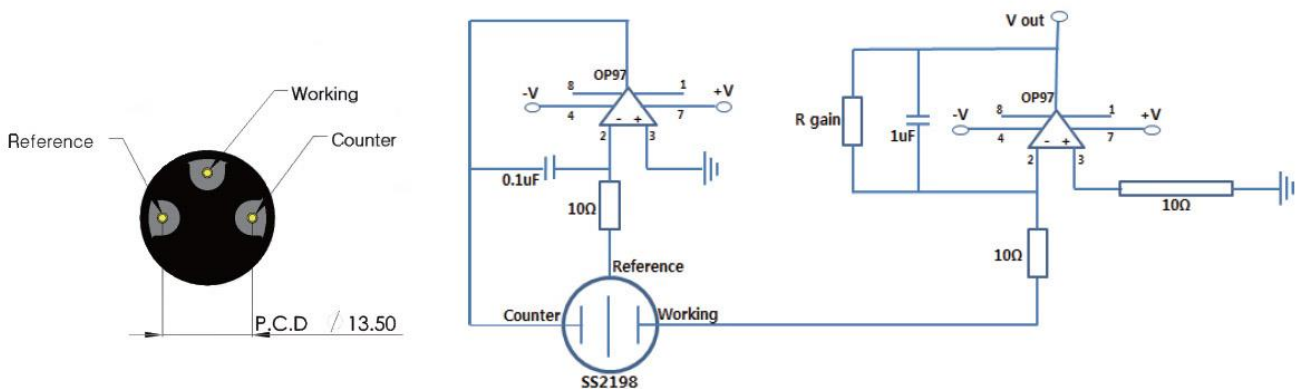 Working
Reference
Counter
P.C.D / 13.50
OP97
8
1
-V
+V
4
7
-
+
2
3
0.1uF
10Ω
Reference
Counter
Working
SS2198
V out
R gain
1uF
OP97
8
1
-V
+V
4
7
-
+
2
3
10Ω
10Ω